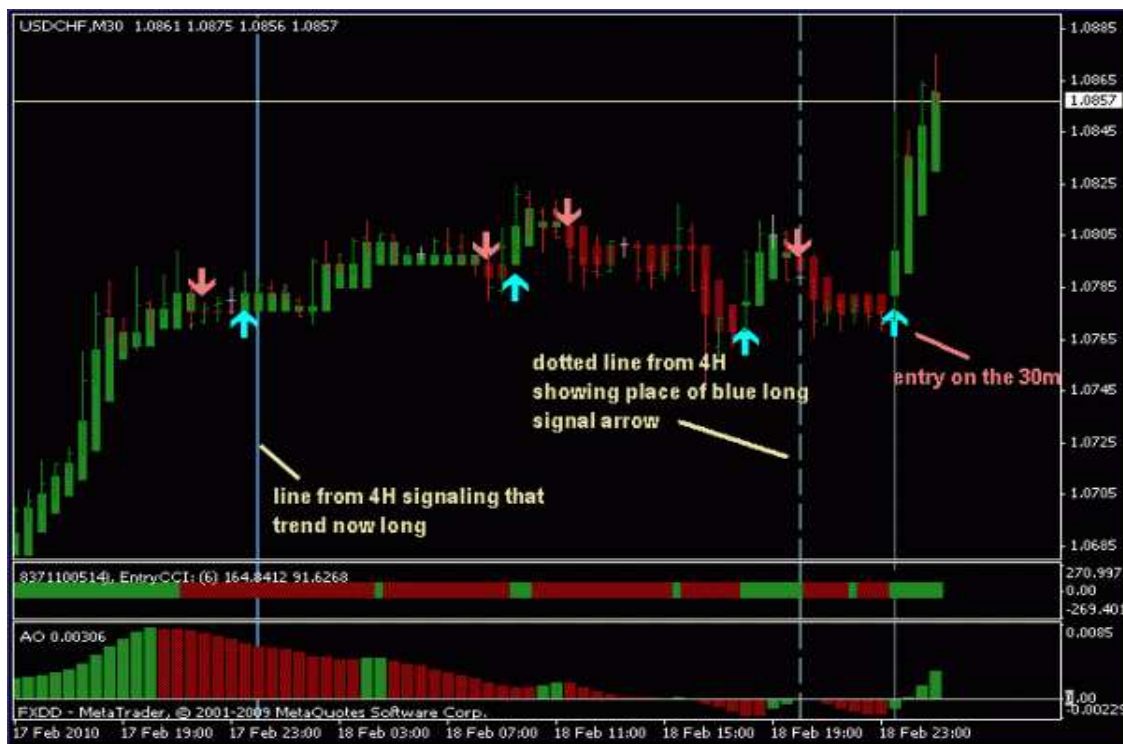 USDCHF,M30 1.0861 1.0875 1.0856 1.0857
1.0885
1.0865
1.0857
1.0845
1.0825
1.0805
1.0785
1.0765
1.0745
1.0725
1.0705
1.0685
entry on the 30m
dotted line from 4H
showing place of blue long
signal arrow
line from 4H signaling that
trend now long
8371100514), EntryCCI: (6) 164.8412 91.6268
270.997
0.00
-269.401
AO 0.00306
0.0085
0.00
-0.00229
FXDD - MetaTrader, © 2001-2009 MetaQuotes Software Corp.
17 Feb 2010 17 Feb 19:00 17 Feb 23:00 18 Feb 03:00 18 Feb 07:00 18 Feb 11:00 18 Feb 15:00 18 Feb 19:00 18 Feb 23:00